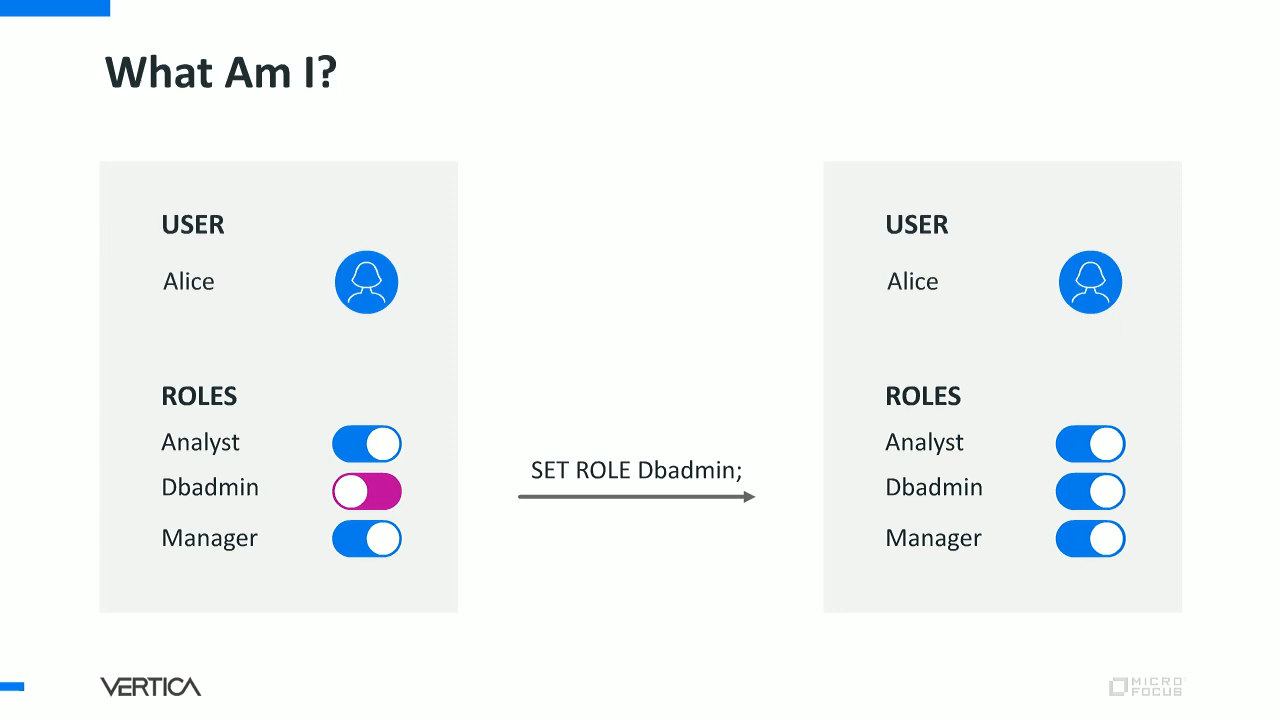 What Am I?
USER
Alice
ROLES
Analyst
Dbadmin
Manager
SET ROLE Dbadmin;
USER
Alice
ROLES
Analyst
Dbadmin
Manager
VERTICA
MICRO
FOCUS